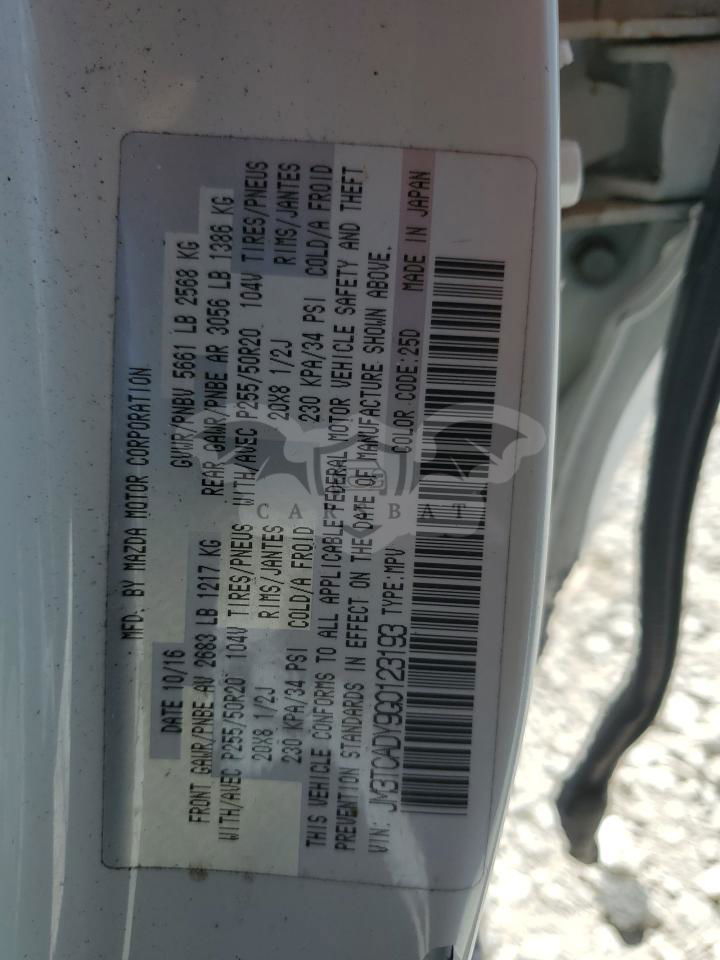 MFD. BY MAZDA MOTOR CORPORATION
DATE 10/16 GVWR/PNBV 5661 LB 2568 KG
FRONT GAWR/PNBE AV 2683 LB 1217 KG REAR GAWR/PNBE AR 3056 LB 1386 KG
WITH/AVEC P255/50R20 104V TIRES/PNEUS WITH/AVEC P255/50R20 104V TIRES/PNEUS
20X8 1/2J RIMS/JANTES 20X8 1/2J RIMS/JANTES
230 KPA/34 PSI COLD/A FROID 230 KPA/34 PSI COLD/A FROID
THIS VEHICLE CONFORMS TO ALL APPLICABLE FEDERAL MOTOR VEHICLE SAFETY AND THEFT
PREVENTION STANDARDS IN EFFECT ON THE DATE OF MANUFACTURE SHOWN ABOVE.
VIN: JM3TCADY9G0123193 TYPE:MPV COLOR CODE:25D MADE IN JAPAN
CAR BAT